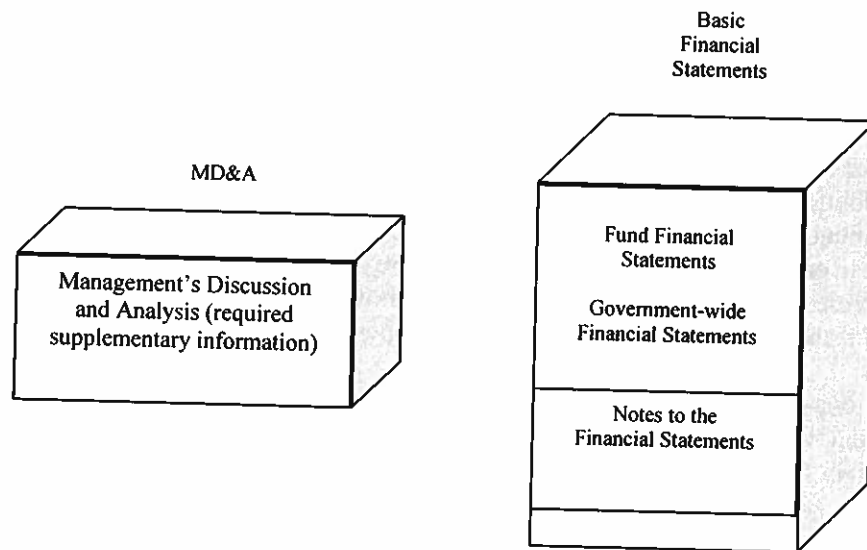 MD&A
Management's Discussion
and Analysis (required
supplementary information)
Basic
Financial
Statements
Fund Financial
Statements
Government-wide
Financial Statements
Notes to the
Financial Statements